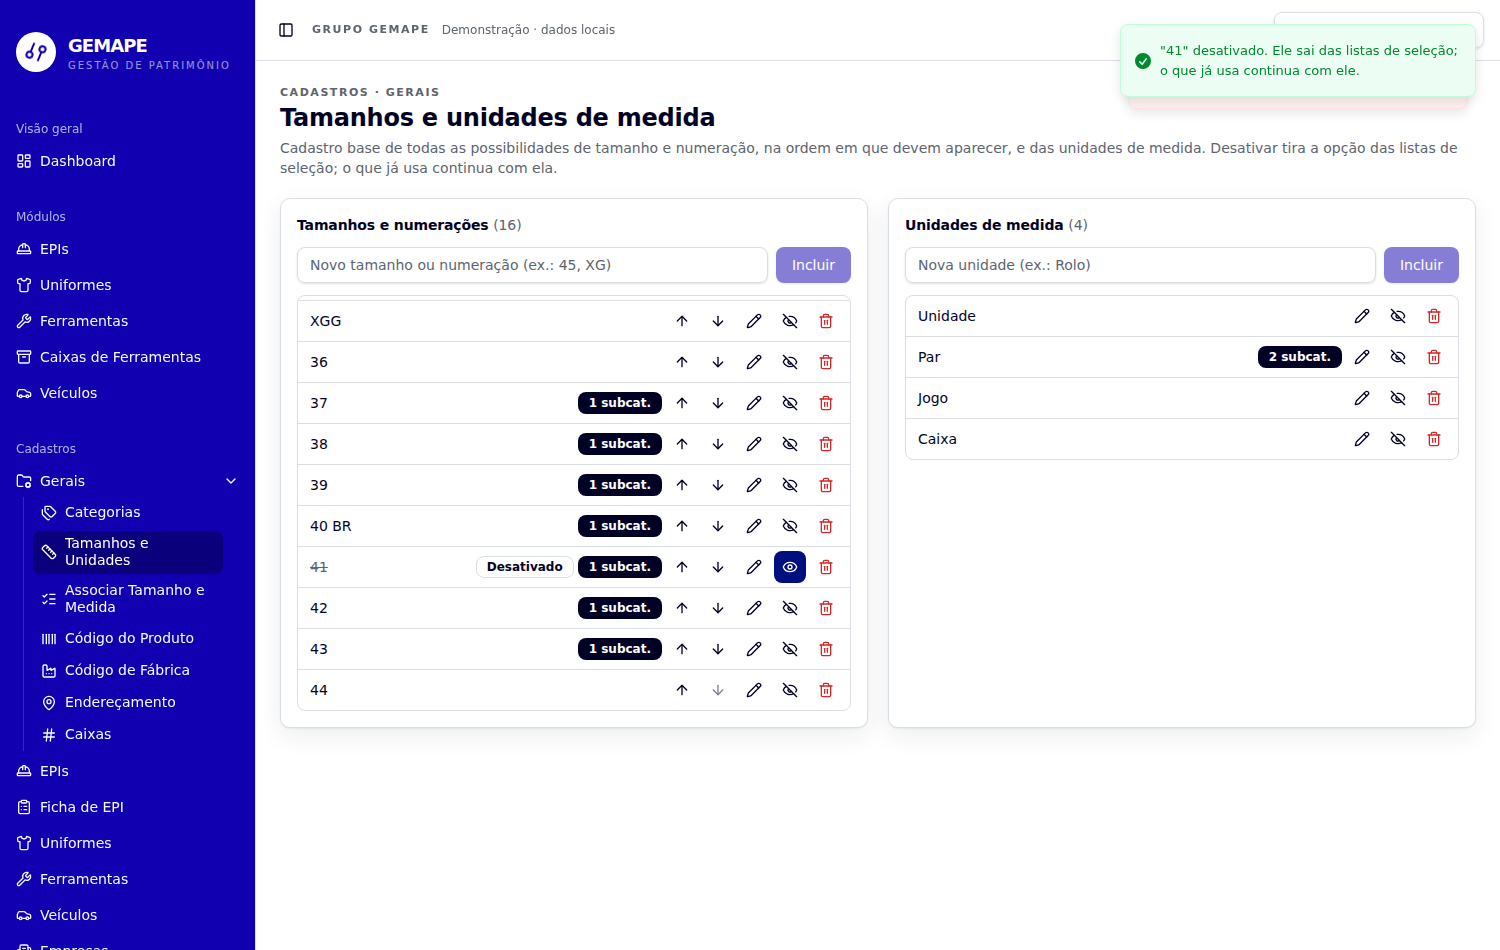 GEMAPE
GESTÃO DE PATRIMÔNIO
Visão geral
Dashboard
Módulos
EPIs
Uniformes
Ferramentas
Caixas de Ferramentas
Veículos
Cadastros
Gerais
Categorias
Tamanhos e
Unidades
Associar Tamanho e
Medida
Código do Produto
Código de Fábrica
Endereçamento
Caixas
EPIs
Ficha de EPI
Uniformes
Ferramentas
Veículos
Empresas
GRUPO GEMAPE Demonstração · dados locais
"41" desativado. Ele sai das listas de seleção;
o que já usa continua com ele.
CADASTROS · GERAIS
Tamanhos e unidades de medida
Cadastro base de todas as possibilidades de tamanho e numeração, na ordem em que devem aparecer, e das unidades de medida. Desativar tira a opção das listas de
seleção; o que já usa continua com ela.
Tamanhos e numerações (16)
Novo tamanho ou numeração (ex.: 45, XG) Incluir
XGG
36
37 1 subcat.
38 1 subcat.
39 1 subcat.
40 BR 1 subcat.
41 Desativado 1 subcat.
42 1 subcat.
43 1 subcat.
44
Unidades de medida (4)
Nova unidade (ex.: Rolo) Incluir
Unidade
Par 2 subcat.
Jogo
Caixa